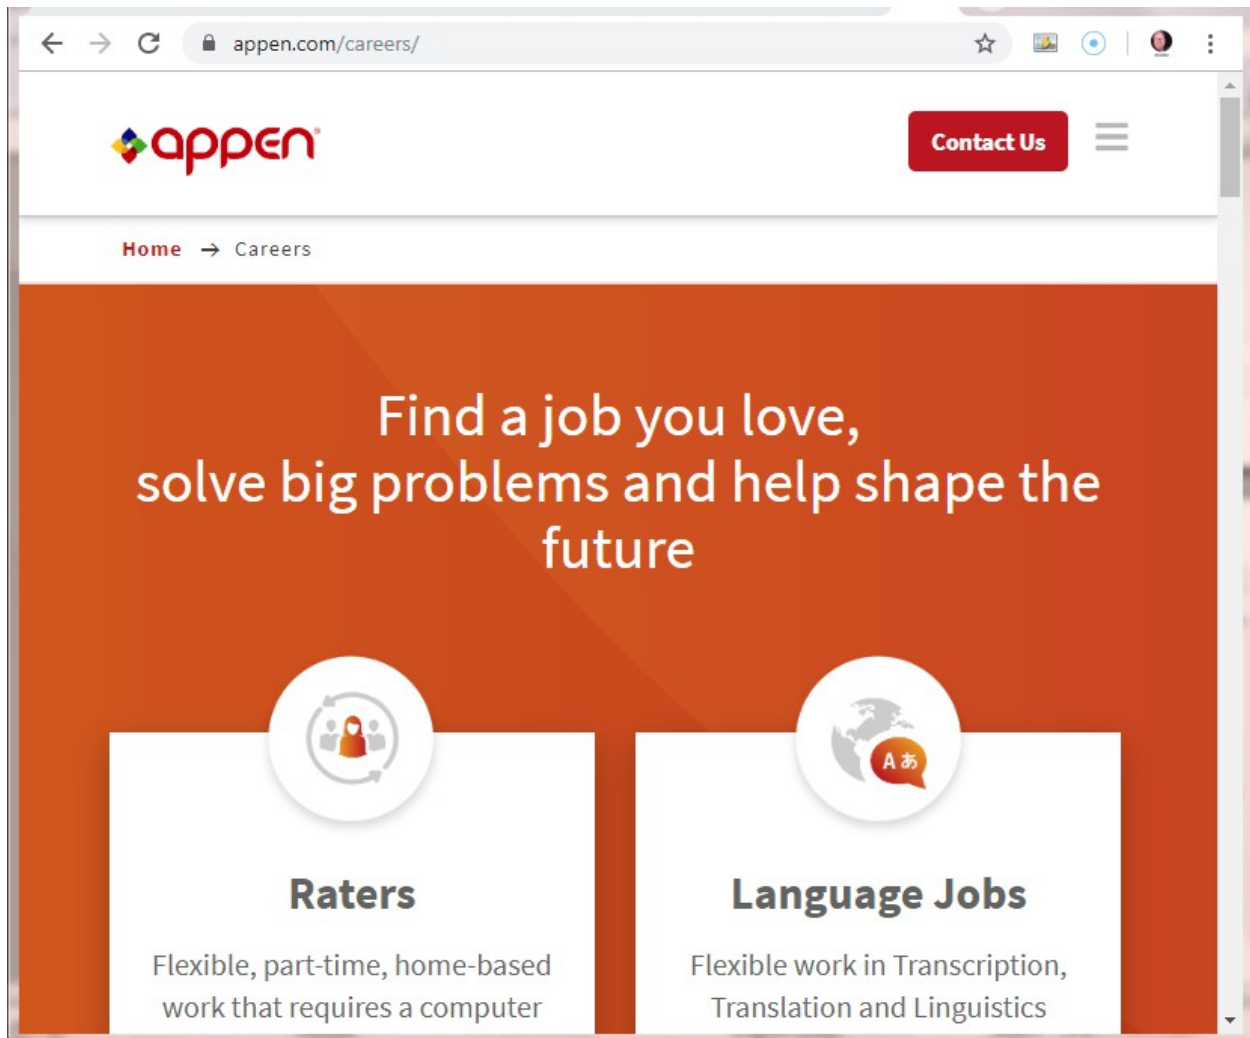 appen.com/careers/
appen
Contact Us
Home → Careers
Find a job you love,
solve big problems and help shape the
future
A あ
Raters
Flexible, part-time, home-based
work that requires a computer
Language Jobs
Flexible work in Transcription,
Translation and Linguistics